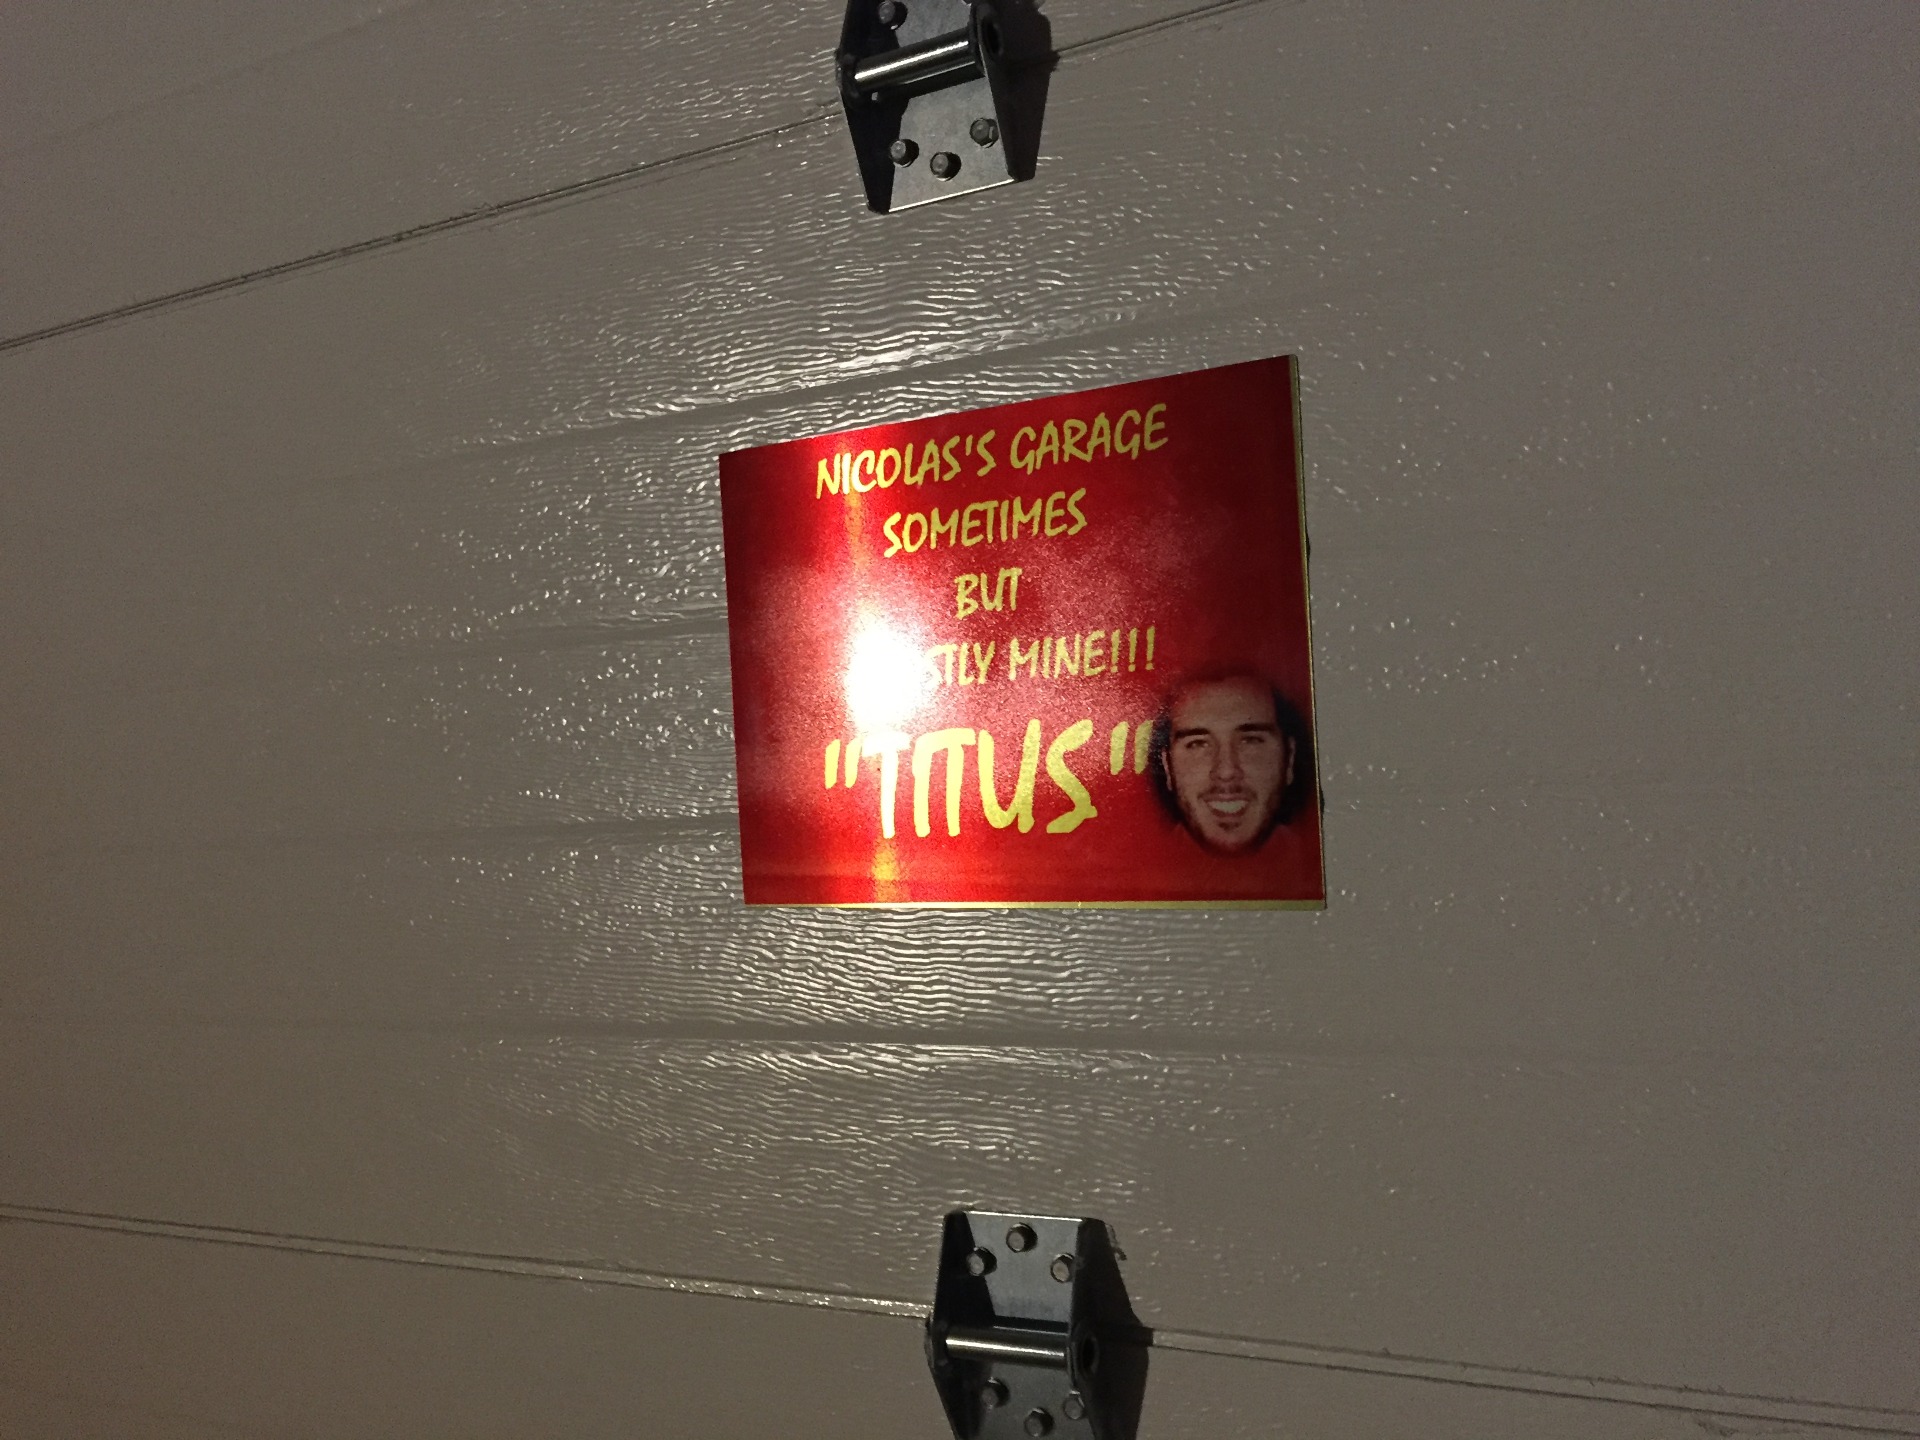 NICOLAS'S GARAGE
SOMETIMES
BUT
MINE!!!
"TITUS"